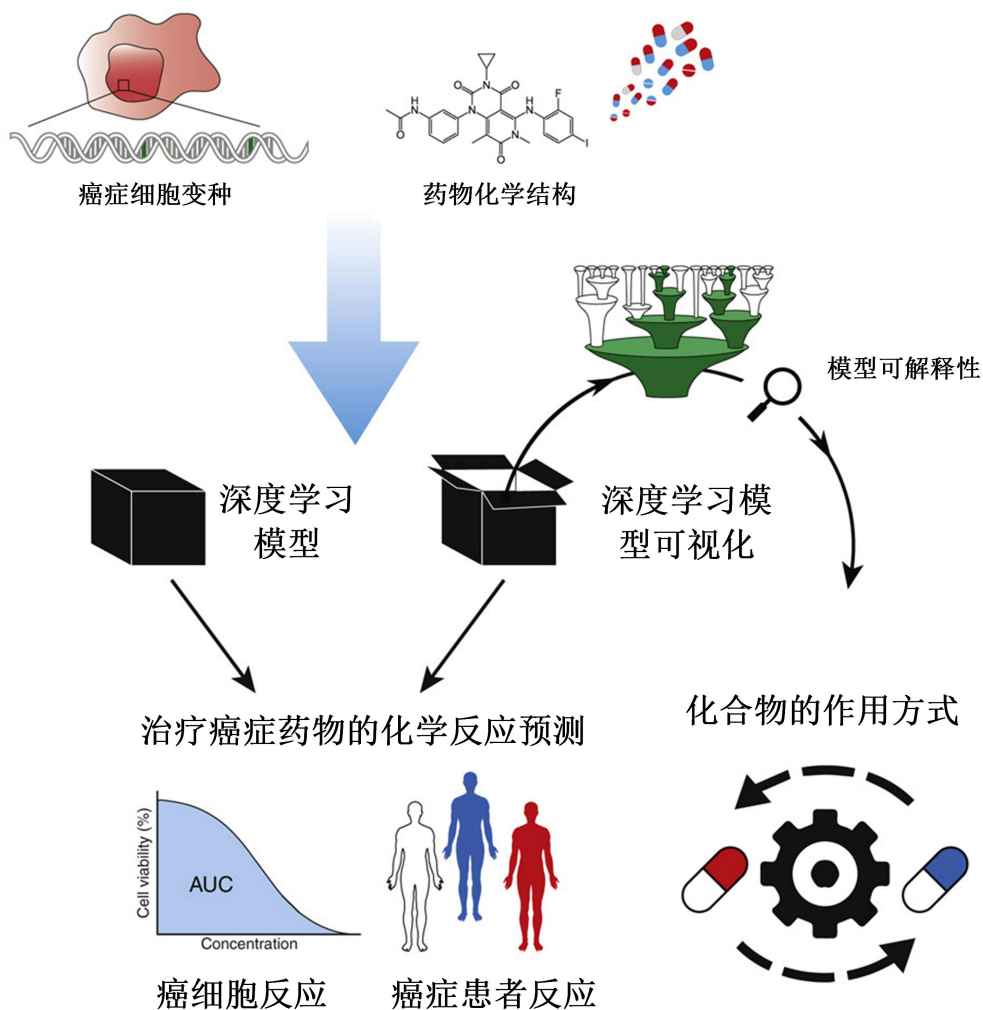 癌症细胞变种
药物化学结构
O
N
O
H
N
O
N
N
O
HN
F
I
O
模型可解释性
深度学习
模型
深度学习模
型可视化
治疗癌症药物的化学反应预测
化合物的作用方式
Cell viability (%)
AUC
Concentration
癌细胞反应
癌症患者反应